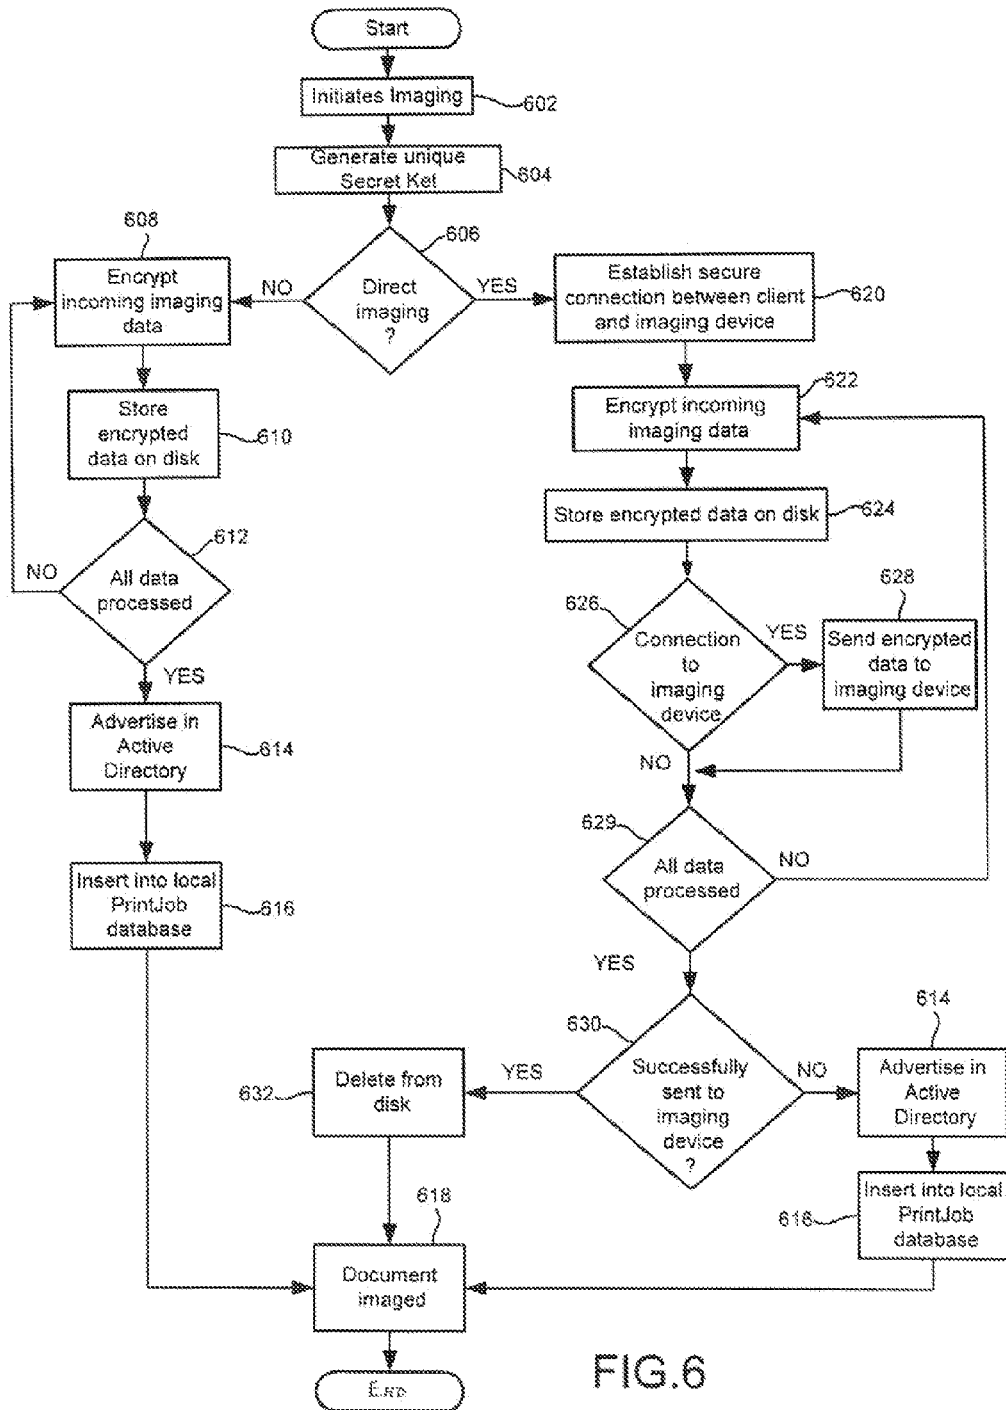 Start
Initiates Imaging
602
Generate unique
Secret Ket
604
606
Direct
imaging
?
NO
YES
608
Encrypt
incoming imaging
data
Store
encrypted
data on disk
610
612
All data
processed
NO
YES
Advertise in
Active
Directory
614
Insert into local
PrintJob
database
616
Establish secure
connection between client
and imaging device
620
622
Encrypt incoming
imaging data
Store encrypted data on disk
624
626
Connection
to
imaging
device
YES
NO
628
Send encrypted
data to
imaging device
629
All data
processed
NO
YES
630
Successfully
sent to
imaging
device
?
YES
NO
632
Delete from
disk
614
Advertise in
Active
Directory
616
Insert into local
PrintJob
database
618
Document
imaged
END
FIG.6